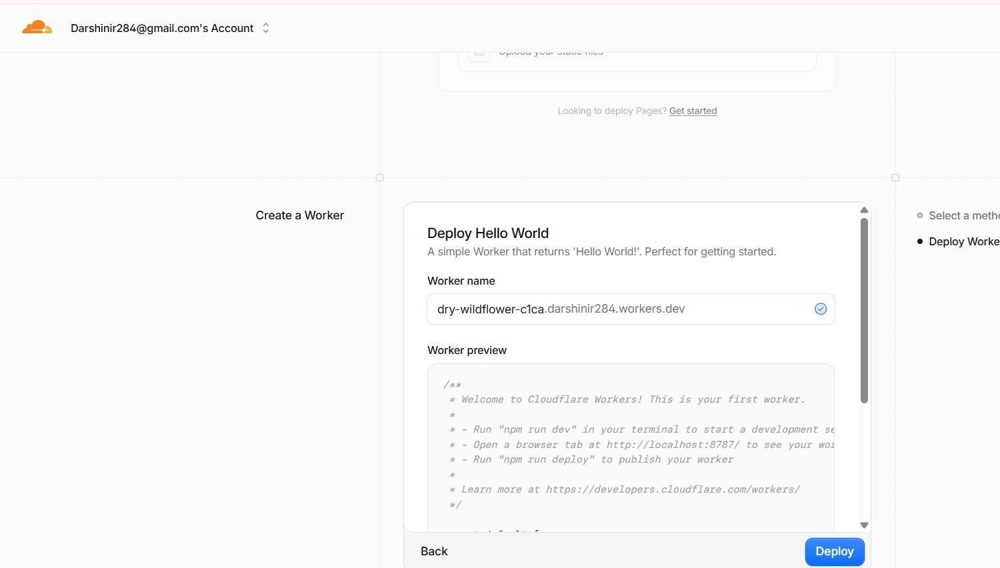 Darshinir284@gmail.com's Account
Upload your static files
Looking to deploy Pages? Get started
Create a Worker
Deploy Hello World
A simple Worker that returns 'Hello World!'. Perfect for getting started.
Worker name
dry-wildflower-c1ca.darshinir284.workers.dev
Worker preview
/**
* Welcome to Cloudflare Workers! This is your first worker.
*
* - Run "npm run dev" in your terminal to start a development se
* - Open a browser tab at http://localhost:8787/ to see your wor
* - Run "npm run deploy" to publish your worker
*
* Learn more at https://developers.cloudflare.com/workers/
*/
Back
Deploy
Select a metho
Deploy Worke